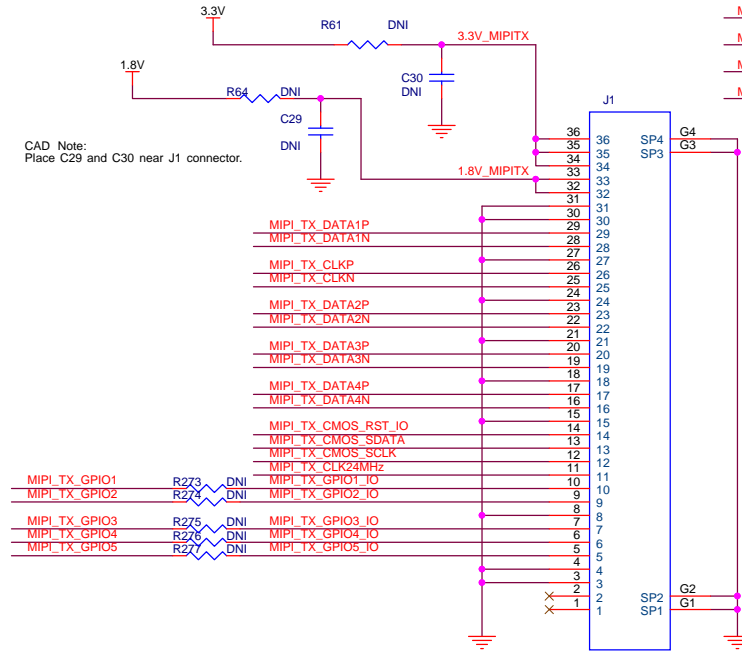 3.3V
R61 DNI
3.3V_MIPITX
1.8V
C30
DNI
R64 DNI
C29
DNI
J1
CAD Note:
Place C29 and C30 near J1 connector.
36 36 SP4 G4
35 35 SP3 G3
34 34
1.8V_MIPITX 33 33
32 32
31 31
30 30
MIPI_TX_DATA1P 29 29
MIPI_TX_DATA1N 28 28
27 27
MIPI_TX_CLKP 26 26
MIPI_TX_CLKN 25 25
24 24
MIPI_TX_DATA2P 23 23
MIPI_TX_DATA2N 22 22
21 21
MIPI_TX_DATA3P 20 20
MIPI_TX_DATA3N 19 19
18 18
MIPI_TX_DATA4P 17 17
MIPI_TX_DATA4N 16 16
15 15
MIPI_TX_CMOS_RST_IO 14 14
MIPI_TX_CMOS_SDATA 13 13
MIPI_TX_CMOS_SCLK 12 12
MIPI_TX_CLK24MHz 11 11
MIPI_TX_GPIO1 R273 DNI MIPI_TX_GPIO1_IO 10 10
MIPI_TX_GPIO2 R274 DNI MIPI_TX_GPIO2_IO 9 9
8 8
MIPI_TX_GPIO3 R275 DNI MIPI_TX_GPIO3_IO 7 7
MIPI_TX_GPIO4 R276 DNI MIPI_TX_GPIO4_IO 6 6
MIPI_TX_GPIO5 R277 DNI MIPI_TX_GPIO5_IO 5 5
4 4
3 3
2 2 SP2 G2
1 1 SP1 G1